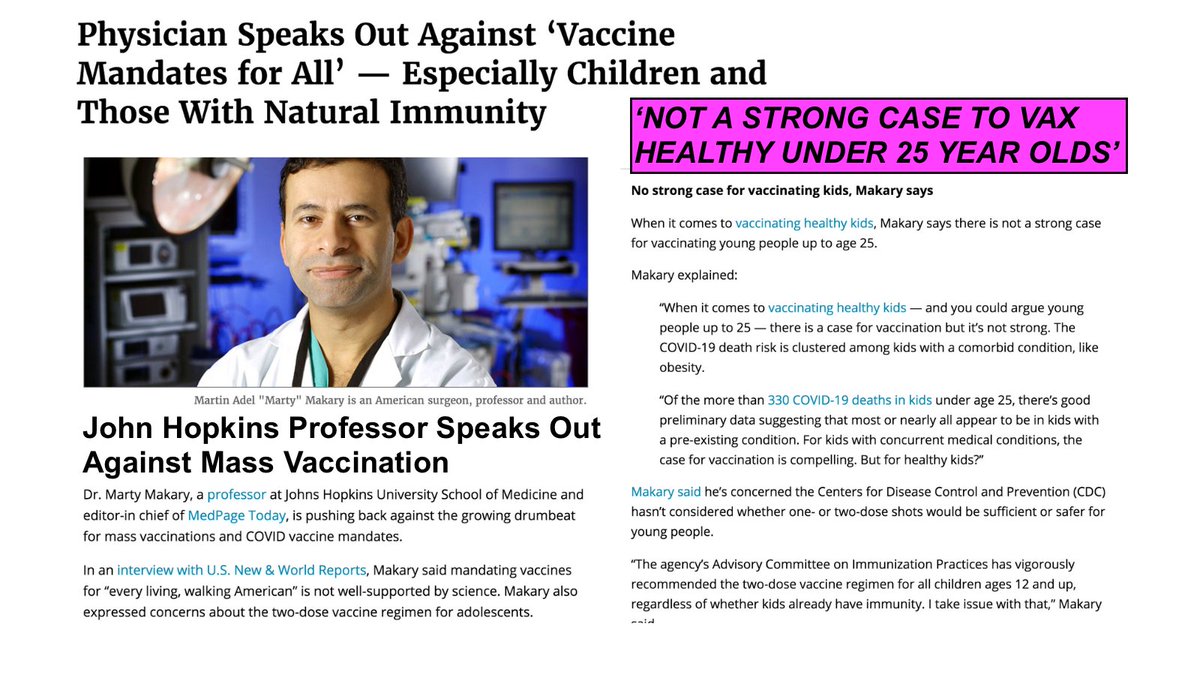 Physician Speaks Out Against ‘Vaccine
Mandates for All’ — Especially Children and
Those With Natural Immunity
Martin Adel "Marty" Makary is an American surgeon, professor and author.
John Hopkins Professor Speaks Out
Against Mass Vaccination
Dr. Marty Makary, a professor at Johns Hopkins University School of Medicine and
editor-in chief of MedPage Today, is pushing back against the growing drumbeat
for mass vaccinations and COVID vaccine mandates.
In an interview with U.S. New & World Reports, Makary said mandating vaccines
for “every living, walking American” is not well-supported by science. Makary also
expressed concerns about the two-dose vaccine regimen for adolescents.
‘NOT A STRONG CASE TO VAX
HEALTHY UNDER 25 YEAR OLDS’
No strong case for vaccinating kids, Makary says
When it comes to vaccinating healthy kids, Makary says there is not a strong case
for vaccinating young people up to age 25.
Makary explained:
“When it comes to vaccinating healthy kids — and you could argue young
people up to 25 — there is a case for vaccination but it’s not strong. The
COVID-19 death risk is clustered among kids with a comorbid condition, like
obesity.
“Of the more than 330 COVID-19 deaths in kids under age 25, there’s good
preliminary data suggesting that most or nearly all appear to be in kids with
a pre-existing condition. For kids with concurrent medical conditions, the
case for vaccination is compelling. But for healthy kids?”
Makary said he’s concerned the Centers for Disease Control and Prevention (CDC)
hasn’t considered whether one- or two-dose shots would be sufficient or safer for
young people.
“The agency’s Advisory Committee on Immunization Practices has vigorously
recommended the two-dose vaccine regimen for all children ages 12 and up,
regardless of whether kids already have immunity. I take issue with that,” Makary
said